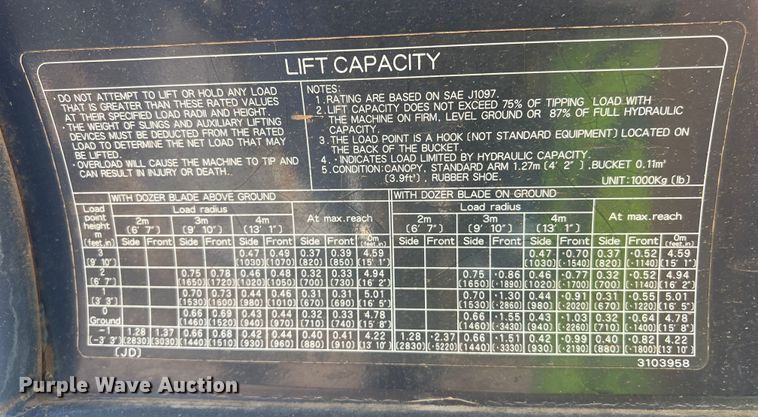 LIFT CAPACITY
· DO NOT ATTEMPT TO LIFT OR HOLD ANY LOAD
THAT IS GREATER THAN THESE RATED VALUES
AT THEIR SPECIFIED LOAD RADII AND HEIGHT.
· THE WEIGHT OF SLINGS AND AUXILIARY LIFTING
DEVICES MUST BE DEDUCTED FROM THE RATED
LOAD TO DETERMINE THE NET LOAD THAT MAY
BE LIFTED.
· OVERLOAD WILL CAUSE THE MACHINE TO TIP AND
CAN RESULT IN INJURY OR DEATH.
NOTES:
1. RATING ARE BASED ON SAE J1097.
2. LIFT CAPACITY DOES NOT EXCEED 75% OF TIPPING LOAD WITH
THE MACHINE ON FIRM, LEVEL GROUND OR 87% OF FULL HYDRAULIC
CAPACITY.
3. THE LOAD POINT IS A HOOK (NOT STANDARD EQUIPMENT) LOCATED ON
THE BACK OF THE BUCKET.
4. · INDICATES LOAD LIMITED BY HYDRAULIC CAPACITY.
5. CONDITION:CANOPY, STANDARD ARM 1.27m (4' 2") ,BUCKET 0.11m³
(3.9ft³), RUBBER SHOE.
UNIT:1000Kg (lb)
WITH DOZER BLADE ABOVE GROUND WITH DOZER BLADE ON GROUND
Load point height m (feet,in) Load radius At max. reach Load radius At max. reach
2m (6' 7") 3m (9' 10") 4m (13' 1") 2m (6' 7") 3m (9' 10") 4m (13' 1")
Side Front Side Front Side Front Side Front m (feet,in) Side Front Side Front Side Front Side Front m (feet,in)
3 0.47 0.49 0.37 0.39 4.59 0.47 ·0.70 0.37 ·0.52 4.59
(9' 10") (1030) (1070) (820) (850) (15' 1") (1030) (·1540) (820) (·1140) (15' 1")
2 0.75 0.78 0.46 0.48 0.32 0.33 4.94 0.75 ·0.86 0.46 ·0.77 0.32 ·0.52 4.94
(6' 7") (1650) (1720) (1020) (1050) (700) (730) (16' 2") (1650) (·1890) (1020) (·1700) (700) (·1140) (16' 2")
1 0.70 0.73 0.44 0.46 0.31 0.31 5.01 0.70 ·1.30 0.44 ·0.91 0.31 ·0.55 5.01
(3' 3") (1530) (1600) (980) (1010) (670) (690) (16' 5") (1530) (·2860) (980) (·2020) (670) (·1220) (16' 5")
0 0.66 0.69 0.43 0.44 0.32 0.33 4.78 0.66 ·1.55 0.43 ·1.03 0.32 ·0.64 4.78
Ground (1460) (1520) (940) (970) (710) (740) (15' 8") (1460) (·3430) (940) (·2260) (710) (·1400) (15' 8")
-1 1.28 1.37 0.66 0.68 0.42 0.44 0.40 0.41 4.22 1.28 ·2.37 0.66 ·1.51 0.42 ·0.99 0.40 ·0.82 4.22
(-3' 3") (2830) (3030) (1440) (1510) (930) (960) (880) (910) (13' 10") (2830) (·5220) (1440) (·3330) (930) (·2190) (880) (·1800) (13' 10")
(JD)
3103958
Purple Wave Auction